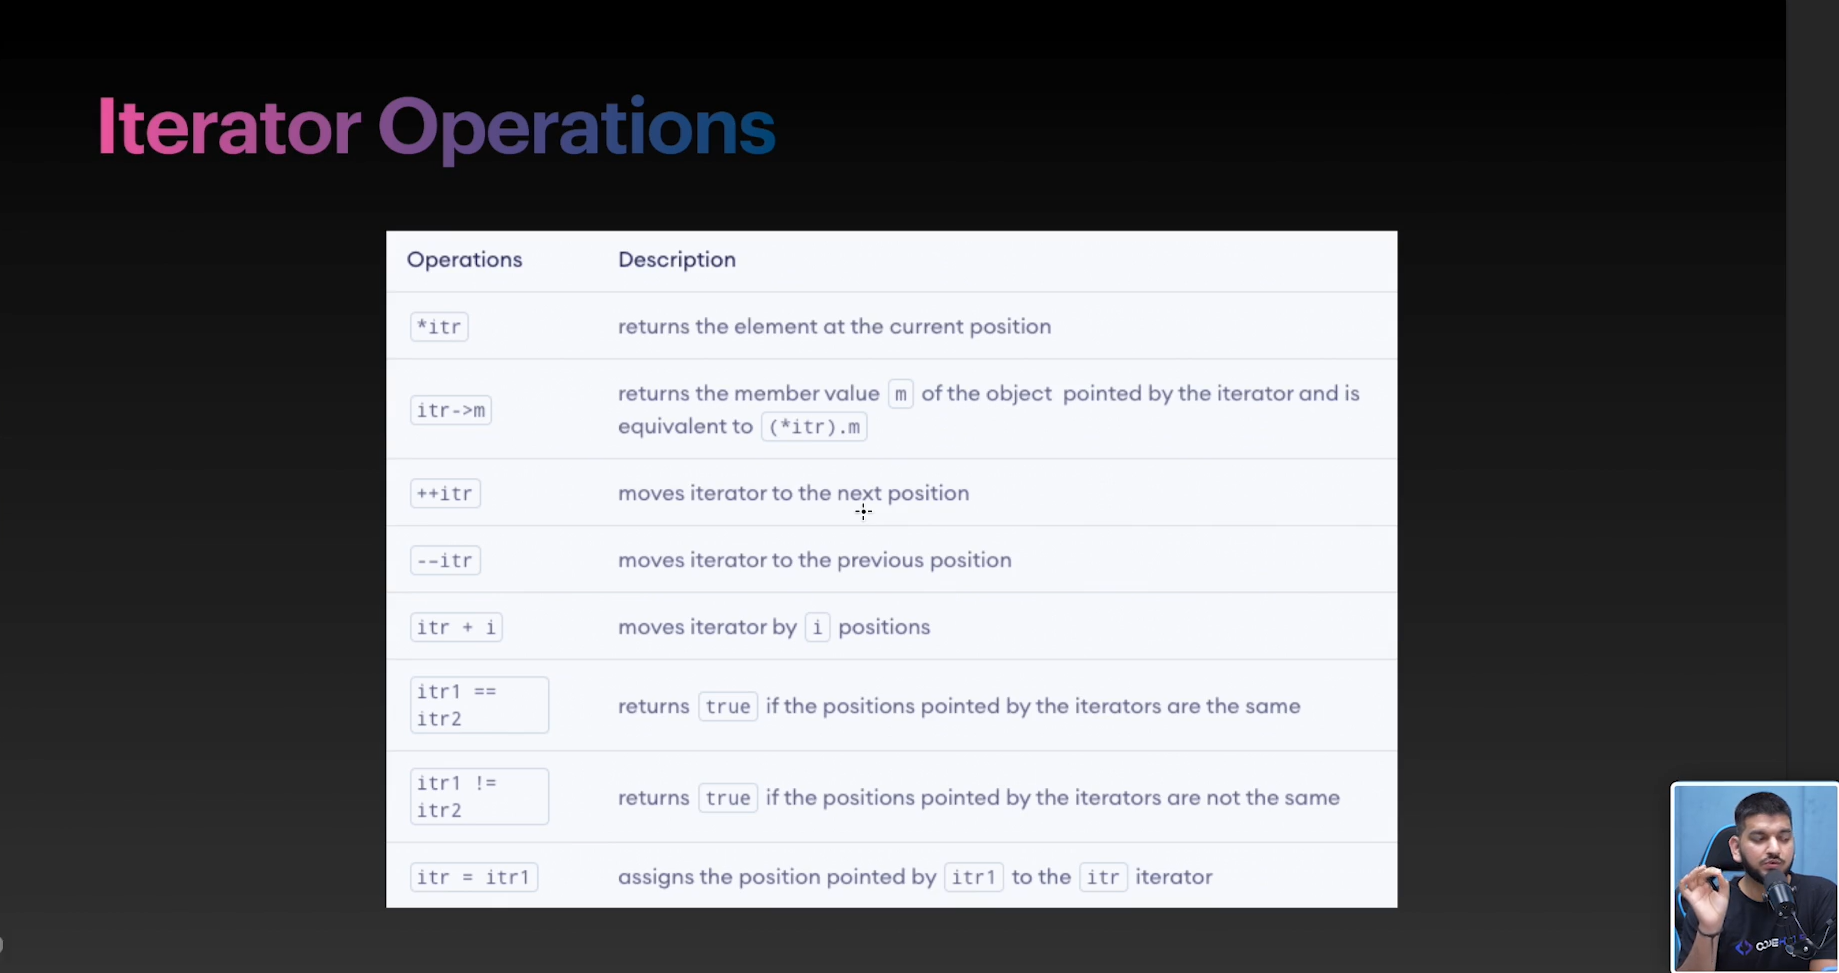 Iterator Operations
Operations Description
*itr returns the element at the current position
itr->m returns the member value m of the object pointed by the iterator and is
equivalent to (*itr).m
++itr moves iterator to the next position
--itr moves iterator to the previous position
itr + i moves iterator by i positions
itr1 ==
itr2 returns true if the positions pointed by the iterators are the same
itr1 !=
itr2 returns true if the positions pointed by the iterators are not the same
itr = itr1 assigns the position pointed by itr1 to the itr iterator